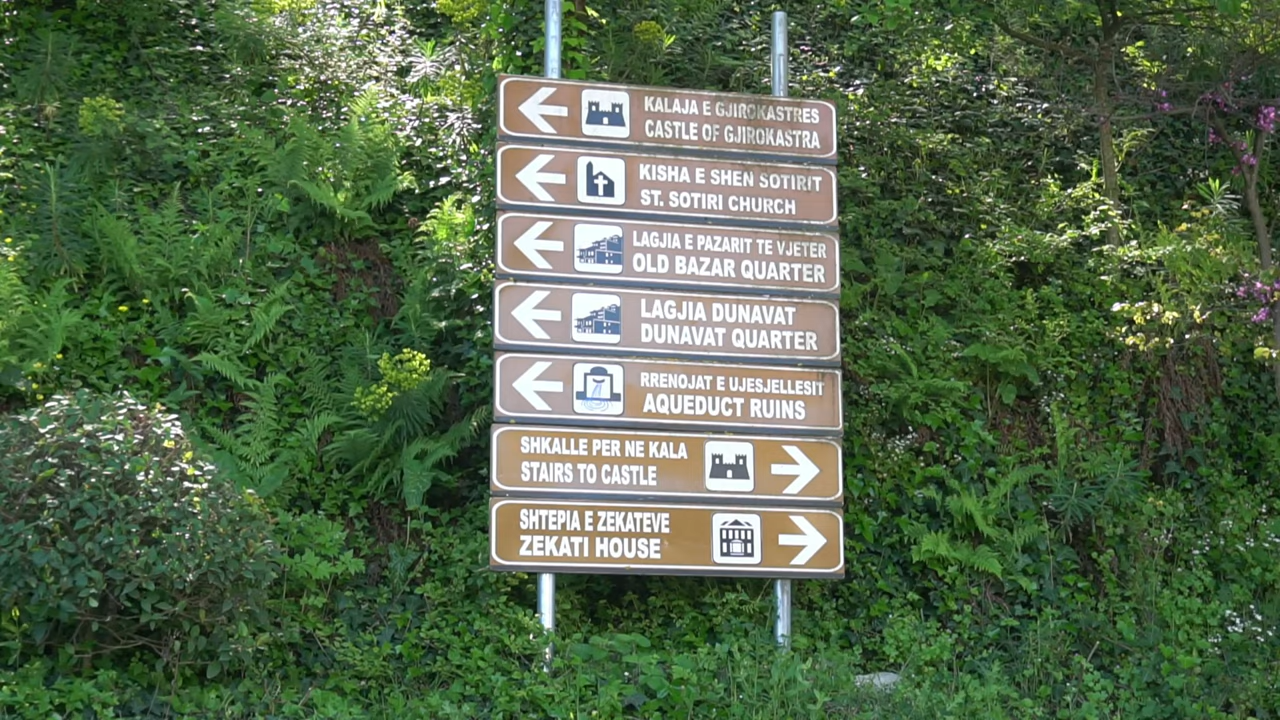 KALAJA E GJIROKASTRES
CASTLE OF GJIROKASTRA
KISHA E SHEN SOTIRIT
ST. SOTIRI CHURCH
LAGJIA E PAZARIT TE VJETER
OLD BAZAR QUARTER
LAGJIA DUNAVAT
DUNAVAT QUARTER
RRENOJAT E UJESJELLESIT
AQUEDUCT RUINS
SHKALLE PER NE KALA
STAIRS TO CASTLE
SHTEPIA E ZEKATEVE
ZEKATI HOUSE